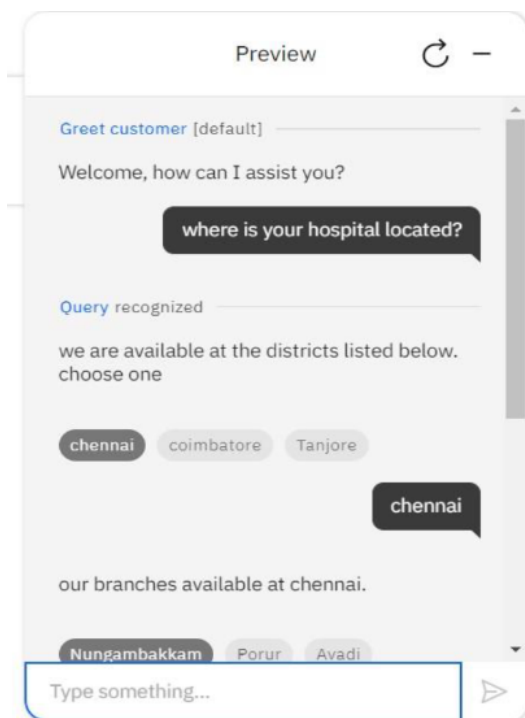 Preview
Greet customer [default]
Welcome, how can I assist you?
where is your hospital located?
Query recognized
we are available at the districts listed below.
choose one
chennai coimbatore Tanjore
chennai
our branches available at chennai.
Nungambakkam Porur Avadi
Type something...